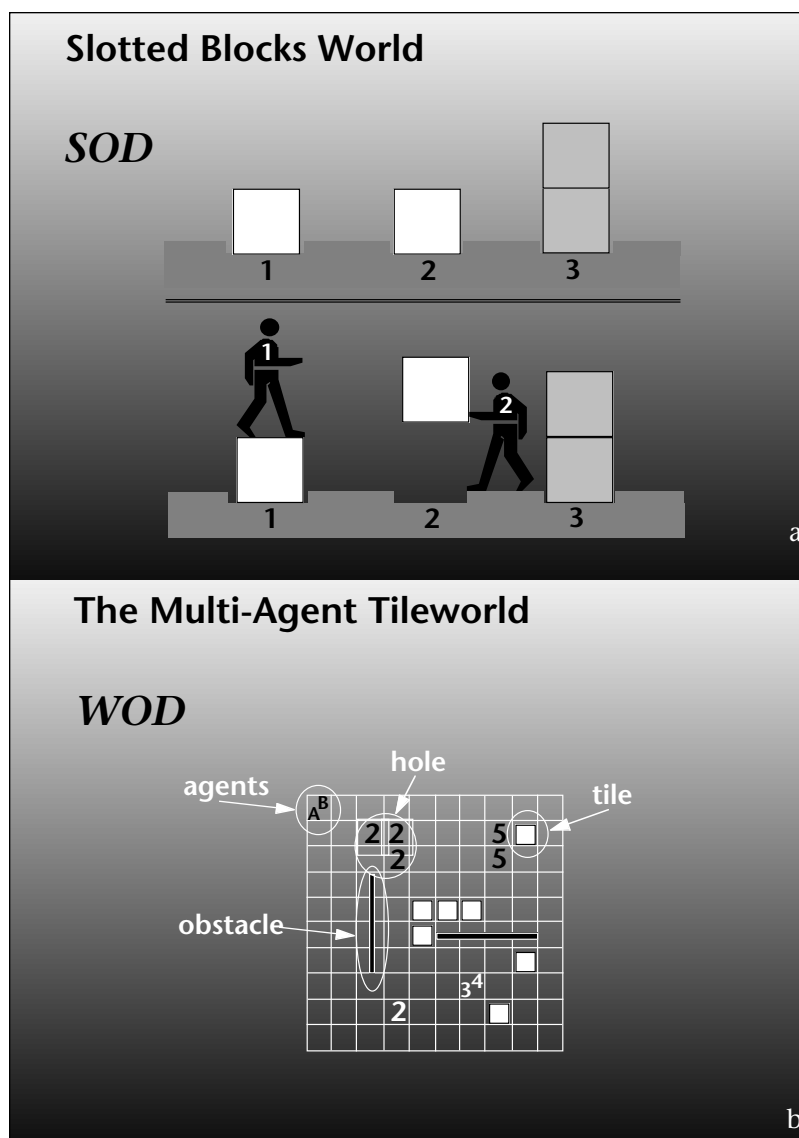 Slotted Blocks World
SOD
1 2 3
1
2
1 2 3
a
The Multi-Agent Tileworld
WOD
hole
agents
tile
A B
2 2 5
2 5
obstacle
3 4
2
b